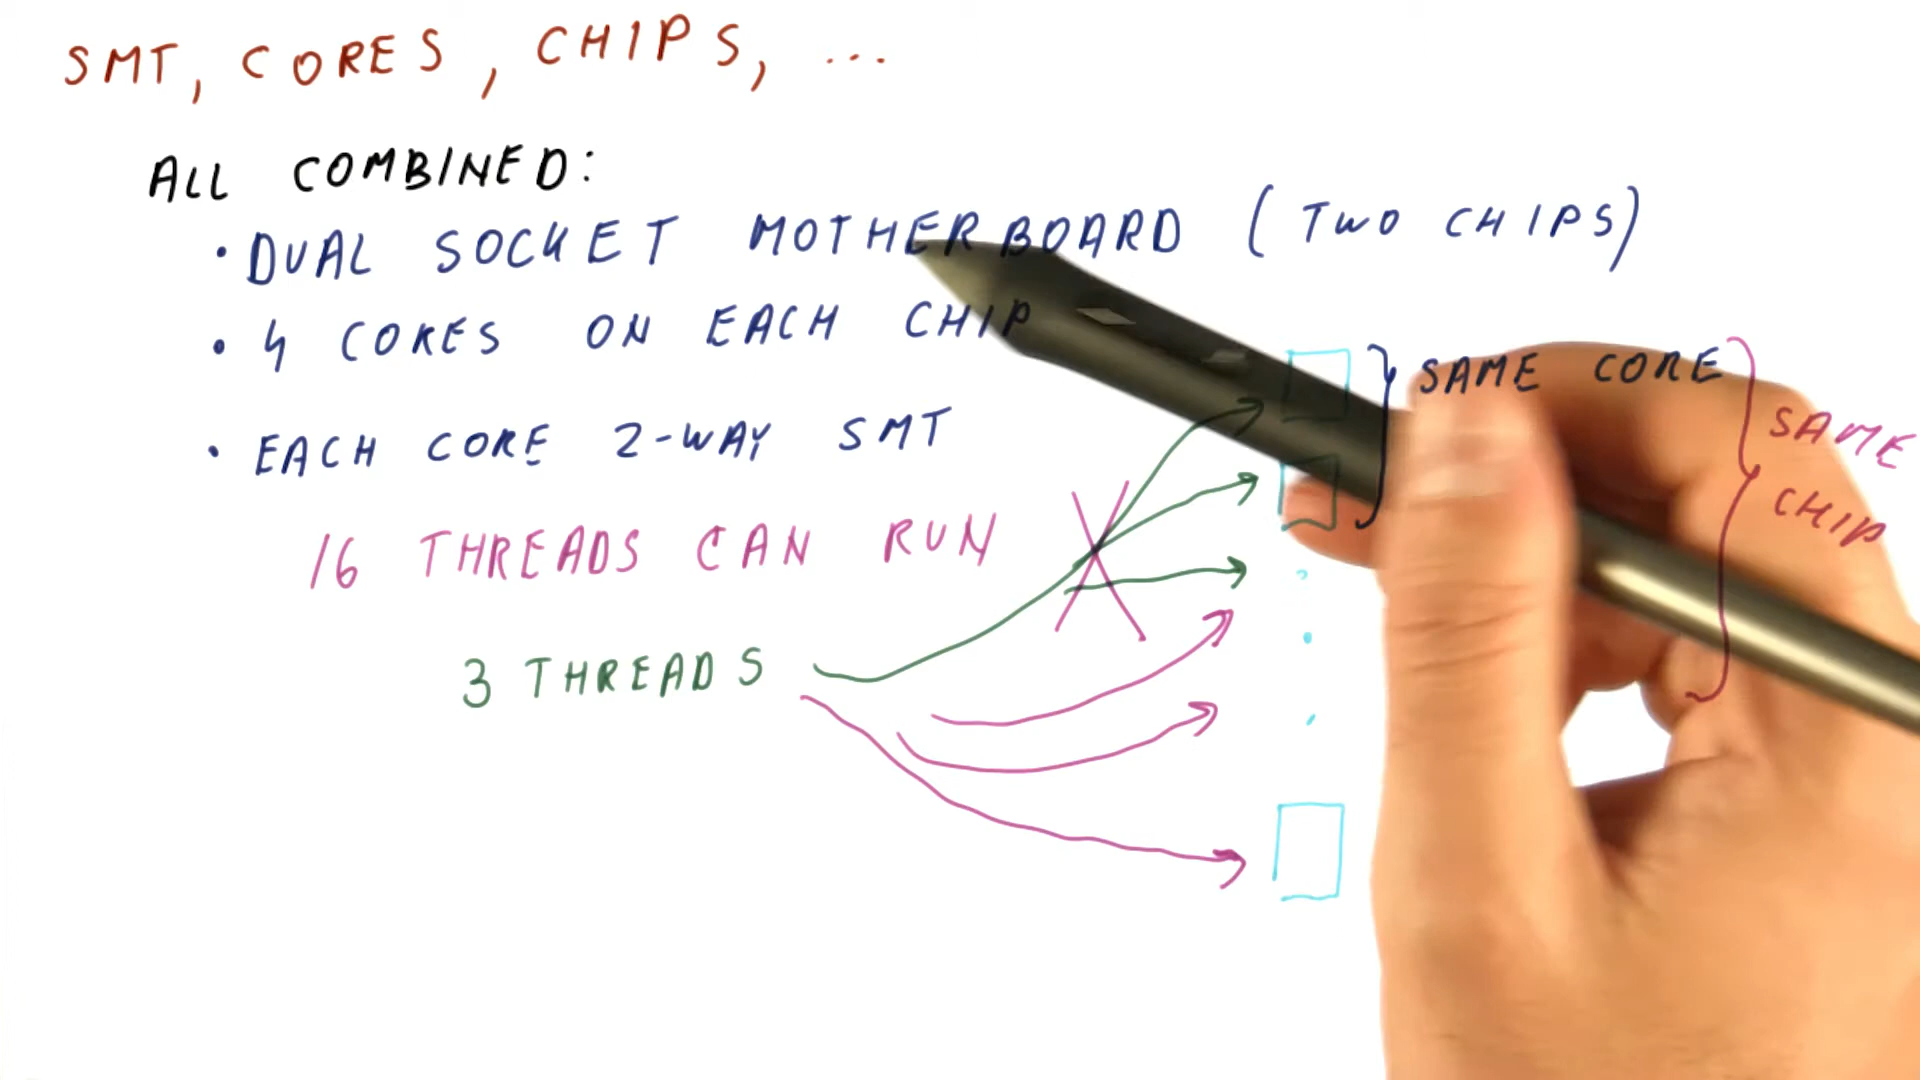 SMT, CORES, CHIPS, ...
ALL COMBINED:
• DUAL SOCKET MOTHERBOARD (TWO CHIPS)
• 4 CORES ON EACH CHIP
• EACH CORE 2-WAY SMT
16 THREADS CAN RUN
3 THREADS
SAME CORE
SAME
CHIP